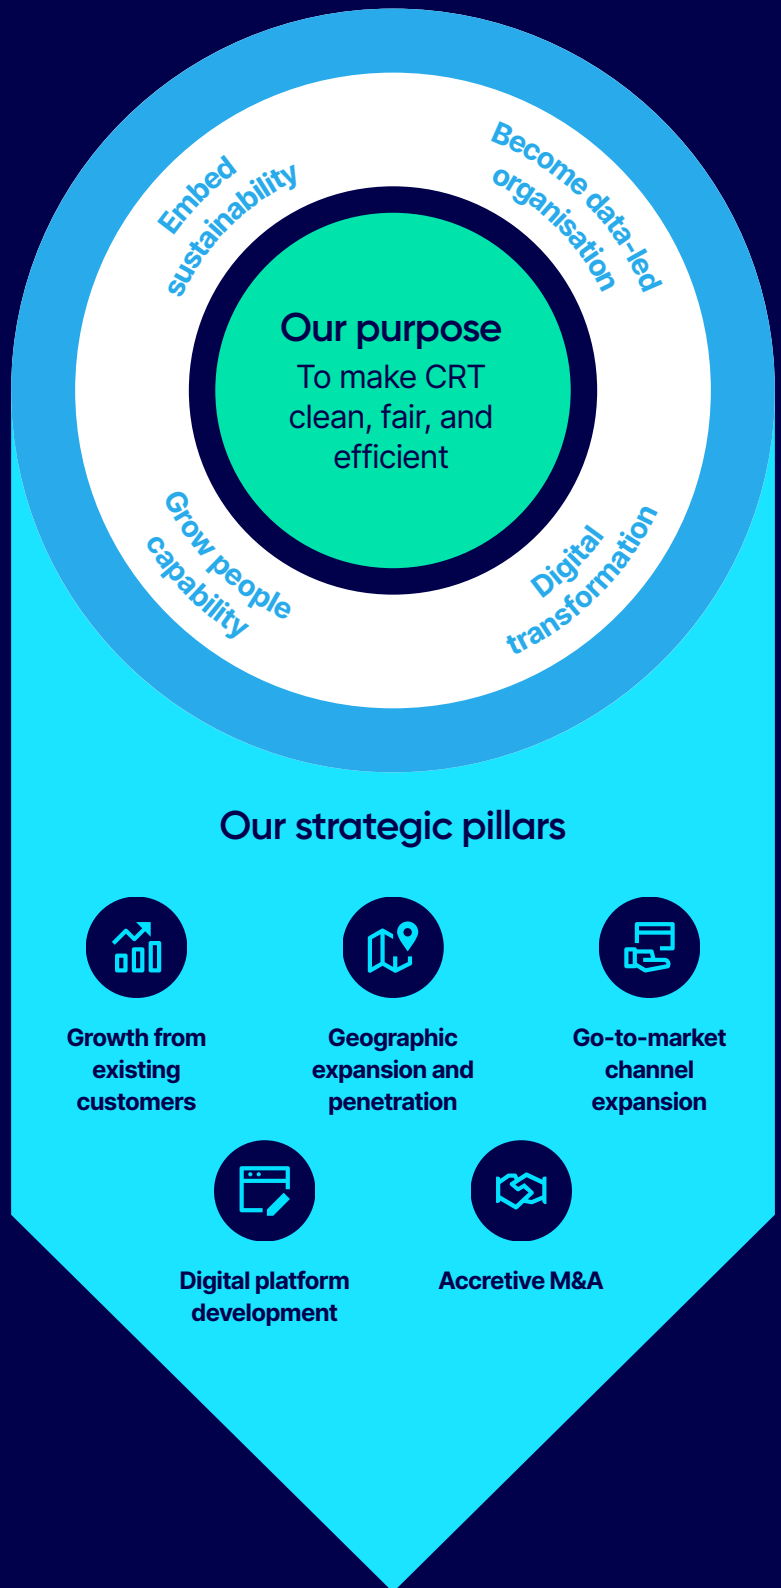 Embed
sustainability
Become data-led
organisation
Our purpose
To make CRT
clean, fair, and
efficient
Grow people
capability
Digital
transformation
Our strategic pillars
Growth from
existing
customers
Geographic
expansion and
penetration
Go-to-market
channel
expansion
Digital platform
development
Accretive M&A